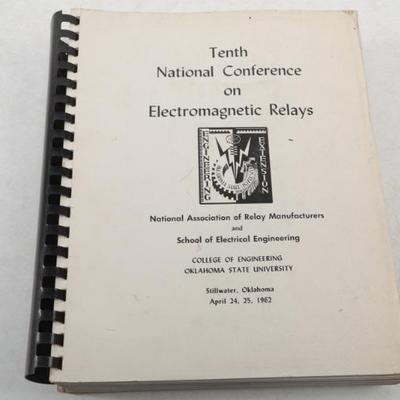 Tenth
National Conference
on
Electromagnetic Relays
ENGINEERING
EXTENSION
National Association of Relay Manufacturers
and
School of Electrical Engineering
COLLEGE OF ENGINEERING
OKLAHOMA STATE UNIVERSITY
Stillwater, Oklahoma
April 24, 25, 1962